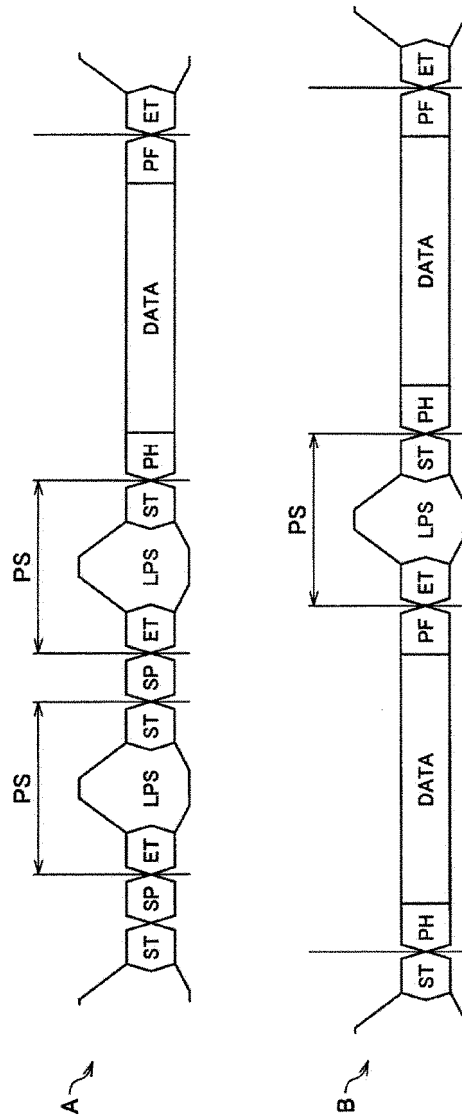 A
PS
PS
ST SP ET LPS ST SP ET LPS ST PH DATA PF ET
B
PS
ST PH DATA PF ET LPS ST PH DATA PF ET